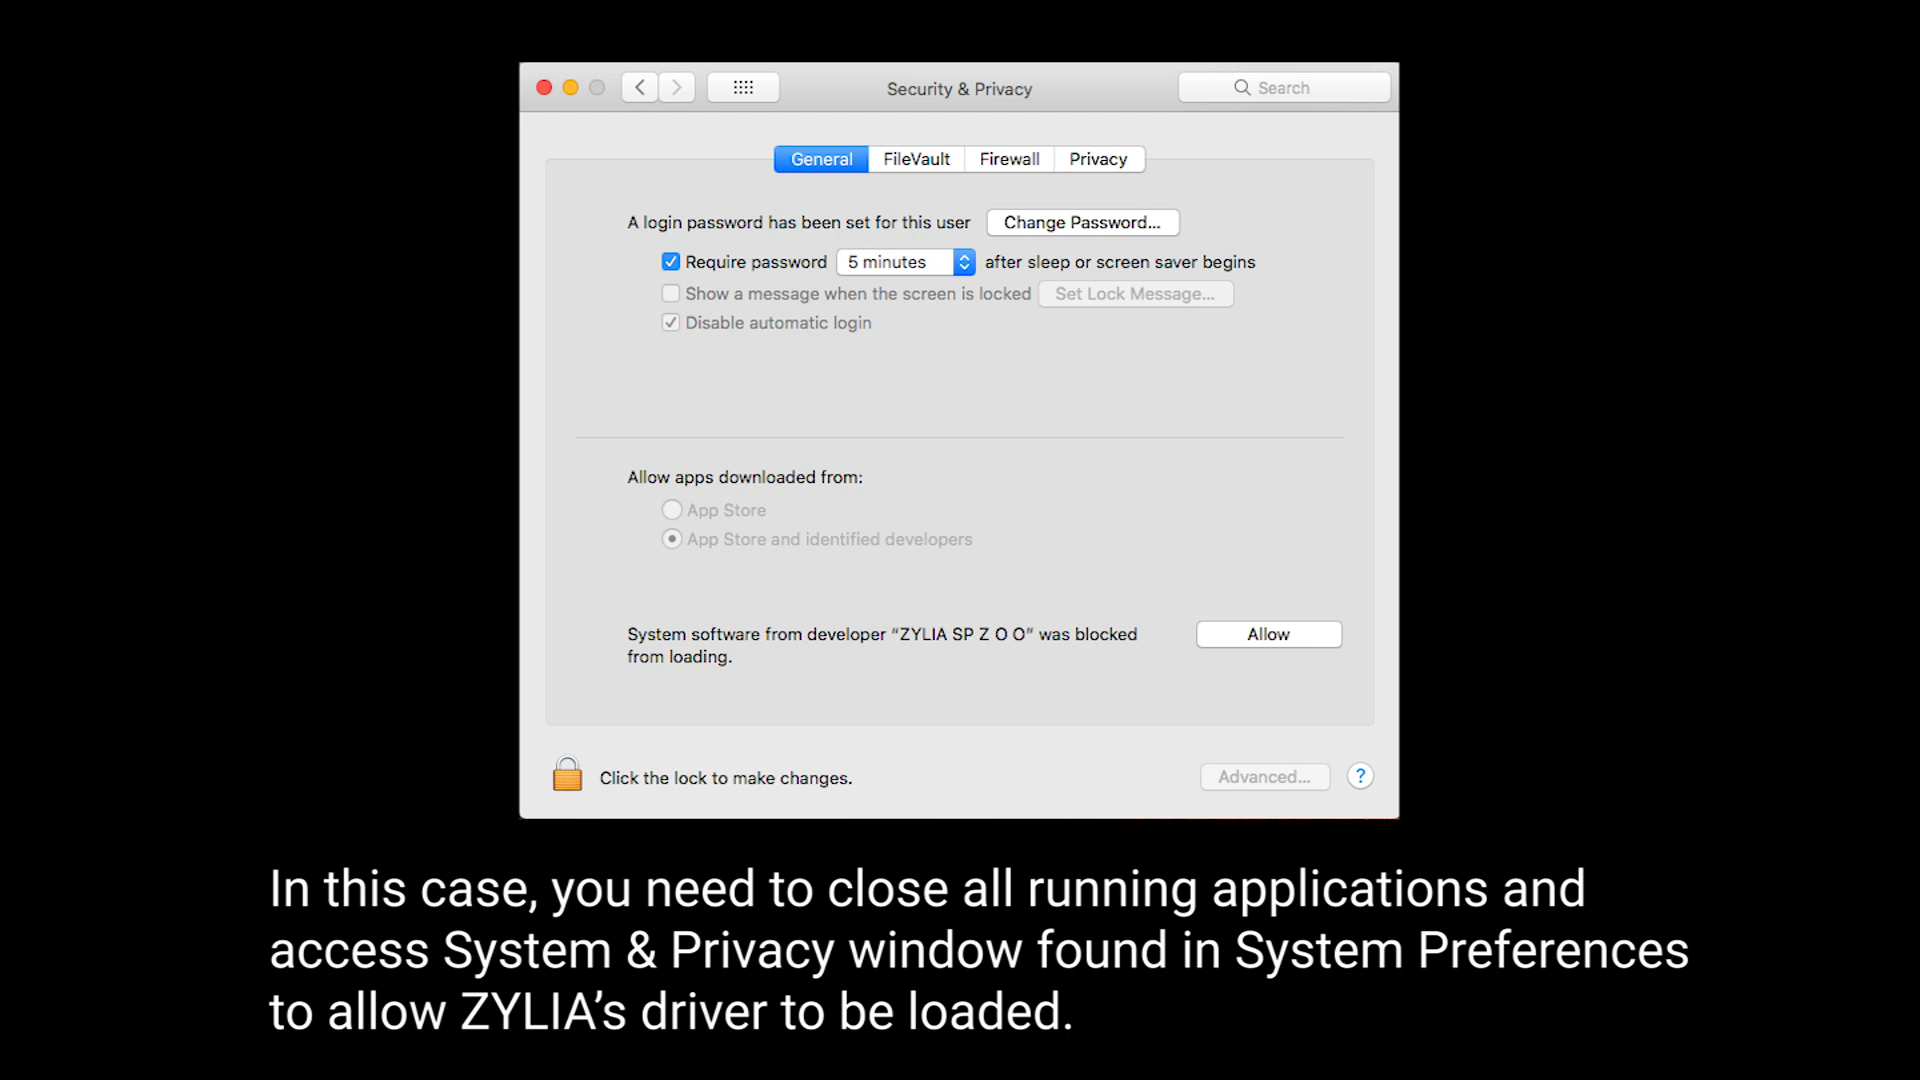 Security & Privacy
Search
General FileVault Firewall Privacy
A login password has been set for this user Change Password...
Require password 5 minutes after sleep or screen saver begins
Show a message when the screen is locked Set Lock Message...
Disable automatic login
Allow apps downloaded from:
App Store
App Store and identified developers
System software from developer “ZYLIA SP Z O O” was blocked Allow
from loading.
Click the lock to make changes. Advanced... ?
In this case, you need to close all running applications and
access System & Privacy window found in System Preferences
to allow ZYLIA’s driver to be loaded.